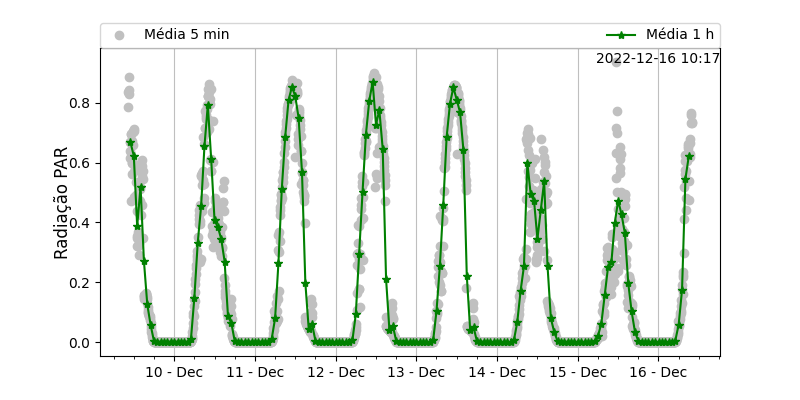 Média 5 min
Média 1 h
2022-12-16 10:17
Radiação PAR
0.8
0.6
0.4
0.2
0.0
10 - Dec
11 - Dec
12 - Dec
13 - Dec
14 - Dec
15 - Dec
16 - Dec